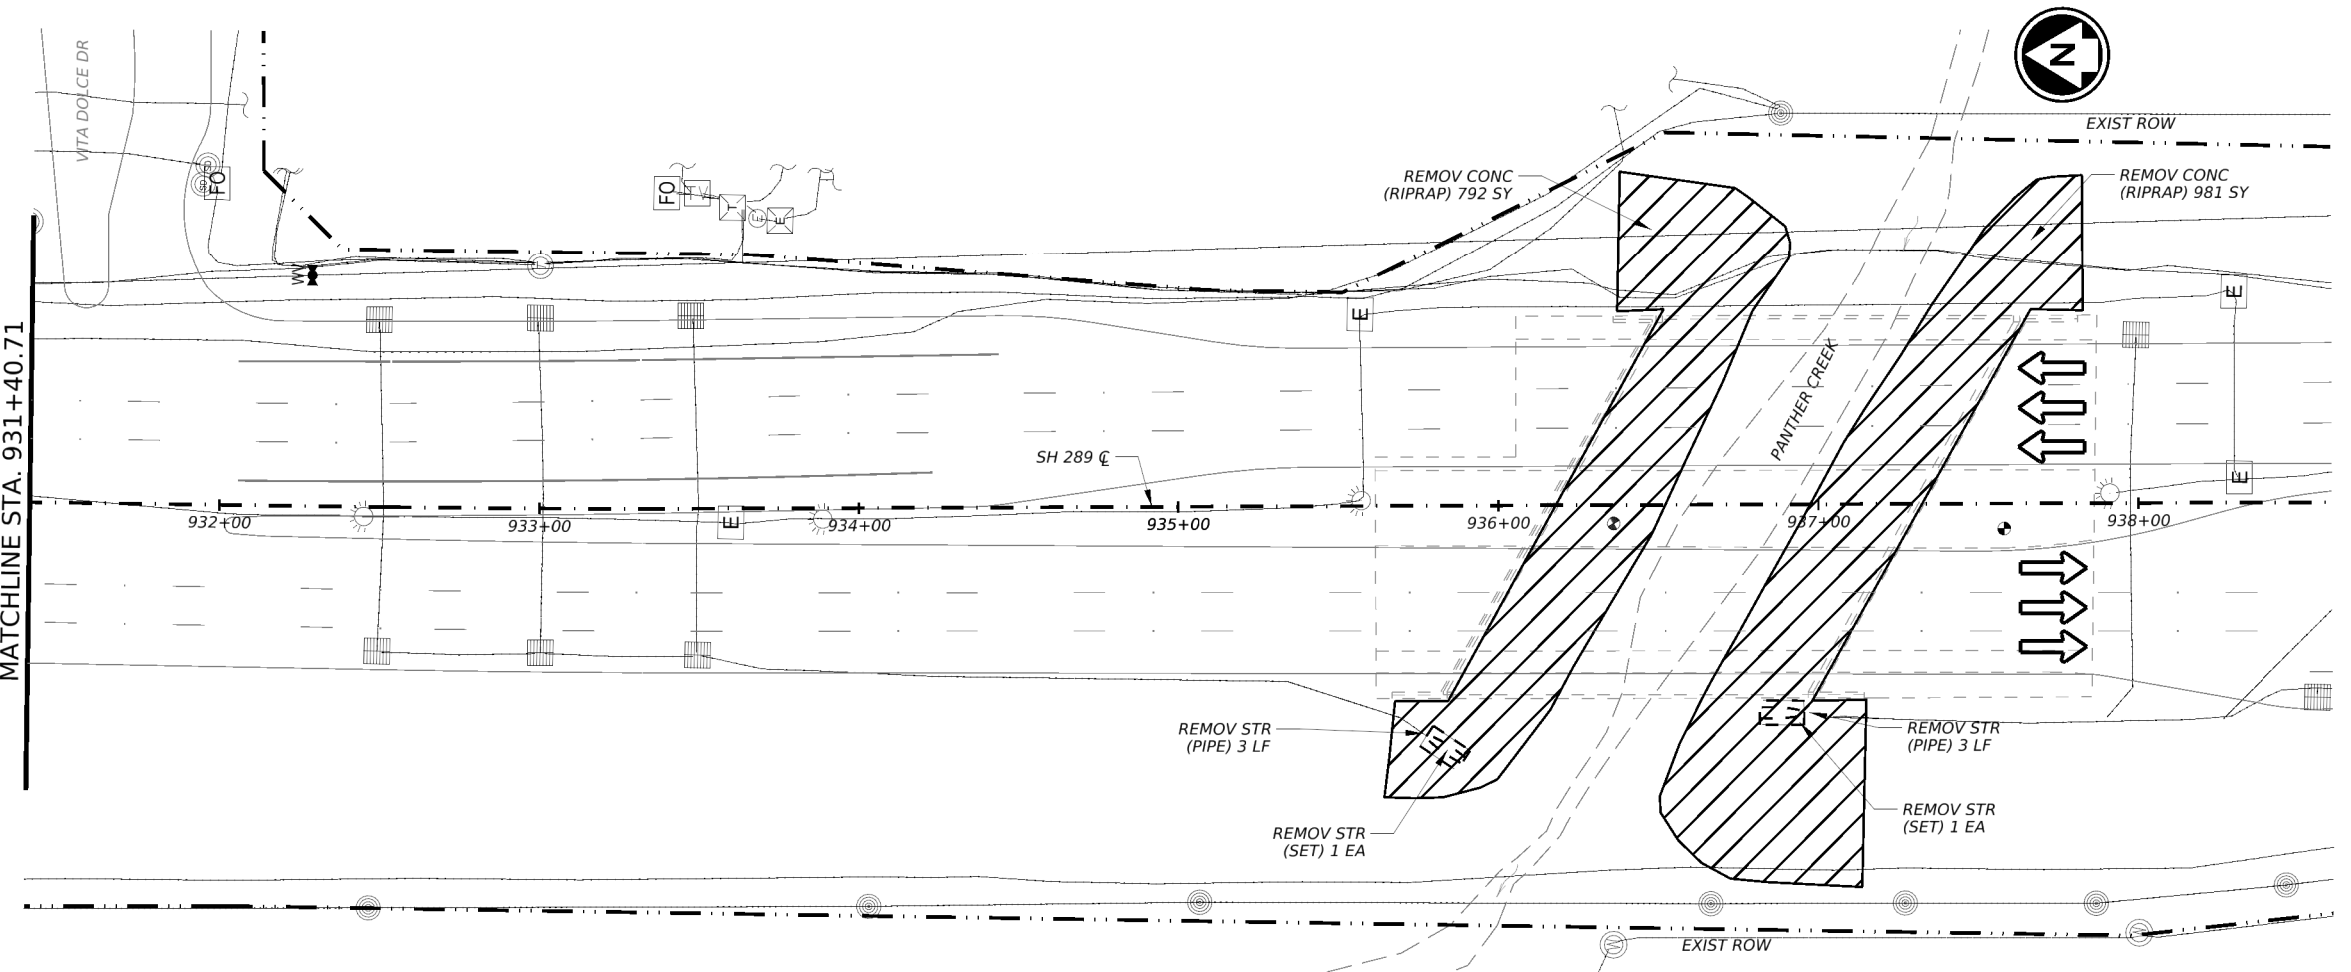 VITA DOLCE DR
N
EXIST ROW
REMOV CONC
(RIPRAP) 792 SY
REMOV CONC
(RIPRAP) 981 SY
SD
SD
FO
FO
TV
T
E
E
W
E
E
MATCHLINE STA. 931+40.71
PANTHER CREEK
SH 289 ℄
E
E
932+00
933+00
934+00
935+00
936+00
937+00
938+00
REMOV STR
(PIPE) 3 LF
REMOV STR
(PIPE) 3 LF
REMOV STR
(SET) 1 EA
REMOV STR
(SET) 1 EA
EXIST ROW
W
W